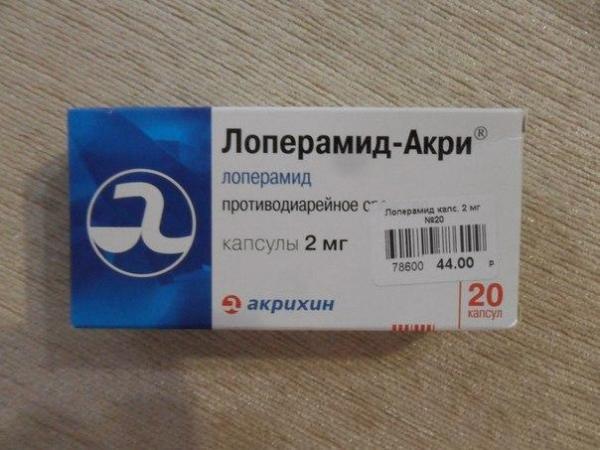 Лоперамид-Акри®
лоперамид
противодиарейное
капсулы 2 мг
Лоперамид капс. 2 мг
№20
78600 44.00 Р
акрихин
20
капсул